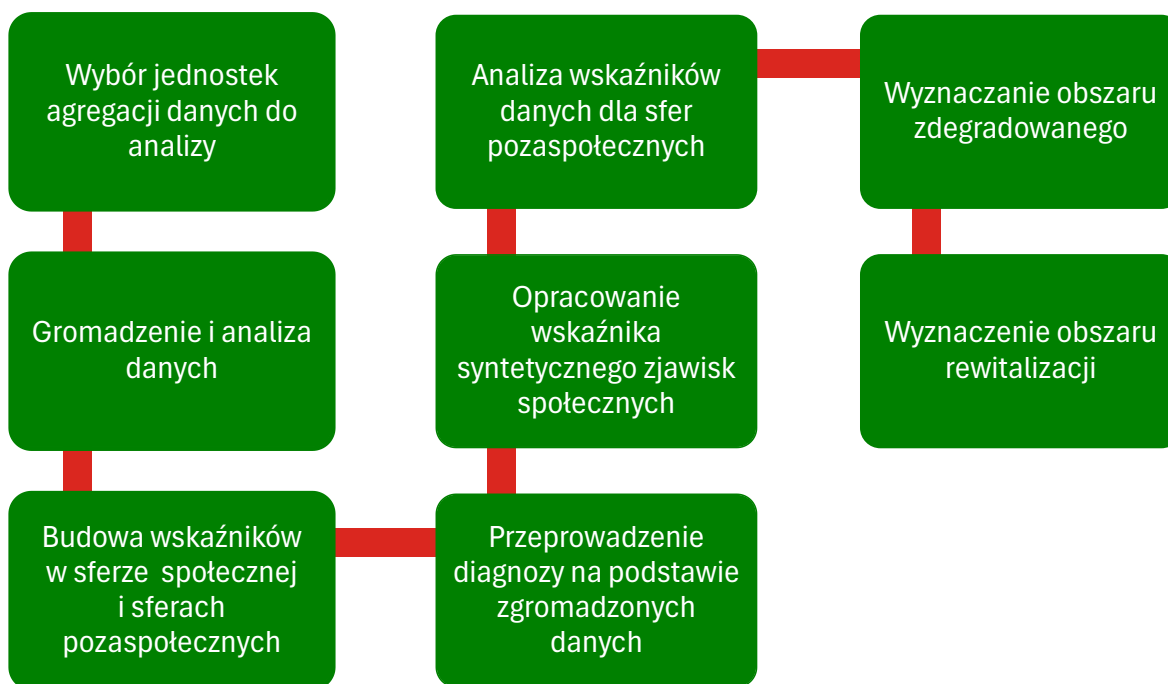 Wybór jednostek
agregacji danych do
analizy
Gromadzenie i analiza
danych
Budowa wskaźników
w sferze  społecznej
i sferach
pozaspołecznych
Przeprowadzenie
diagnozy na podstawie
zgromadzonych
danych
Opracowanie
wskaźnika
syntetycznego zjawisk
społecznych
Analiza wskaźników
danych dla sfer
pozaspołecznych
Wyznaczanie obszaru
zdegradowanego
Wyznaczenie obszaru
rewitalizacji